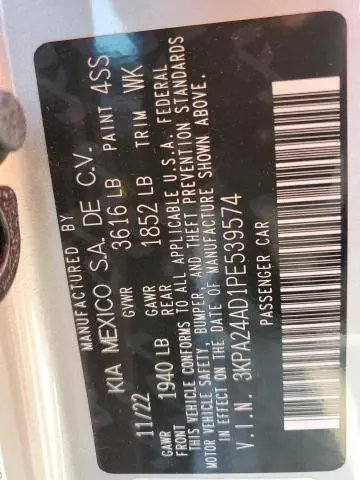 MANUFACTURED BY
KIA MEXICO S.A. DE C.V.
11/22 GVWR 3616 LB PAINT 4SS
GAWR FRONT 1940 LB GAWR REAR 1852 LB TRIM WK
THIS VEHICLE CONFORMS TO ALL APPLICABLE U.S.A. FEDERAL
MOTOR VEHICLE SAFETY, BUMPER, AND THEFT PREVENTION STANDARDS
IN EFFECT ON THE DATE OF MANUFACTURE SHOWN ABOVE.
V.I.N. 3KPA24AD1PE539574
PASSENGER CAR